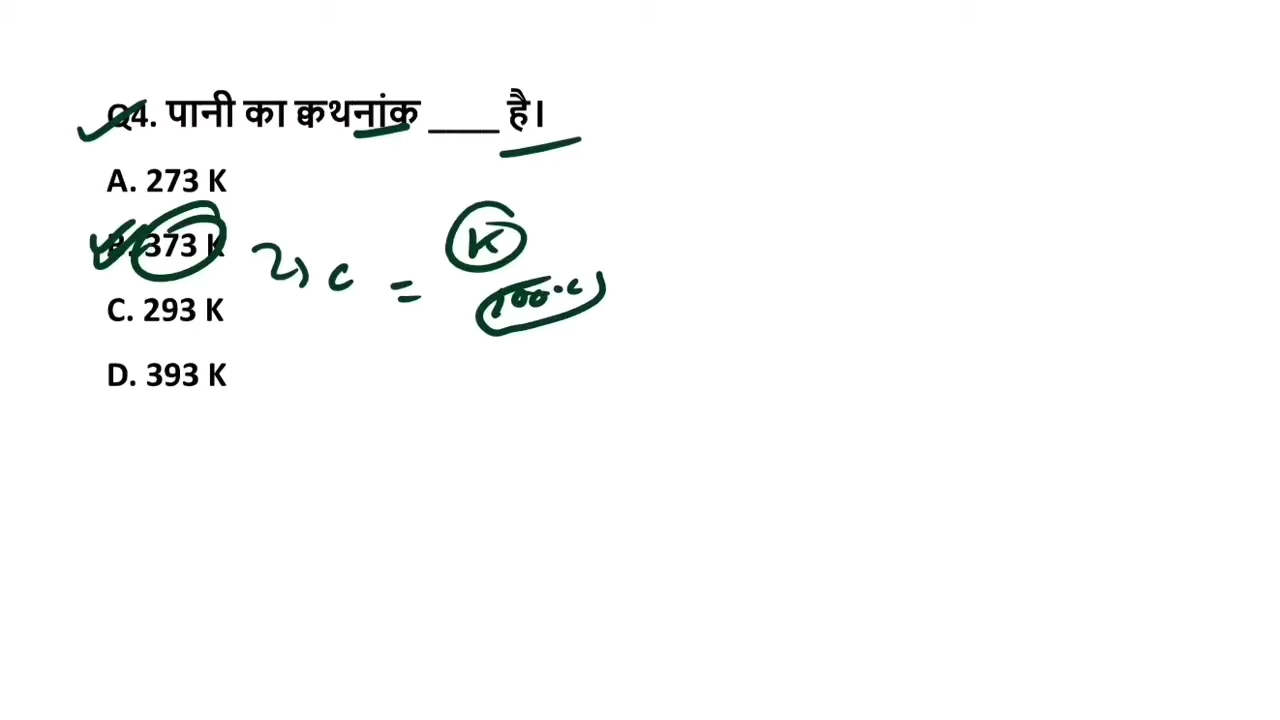 Q4. पानी का क्वथनांक ____ है।
A. 273 K
B. 373 K
K
c =
100°C
C. 293 K
D. 393 K